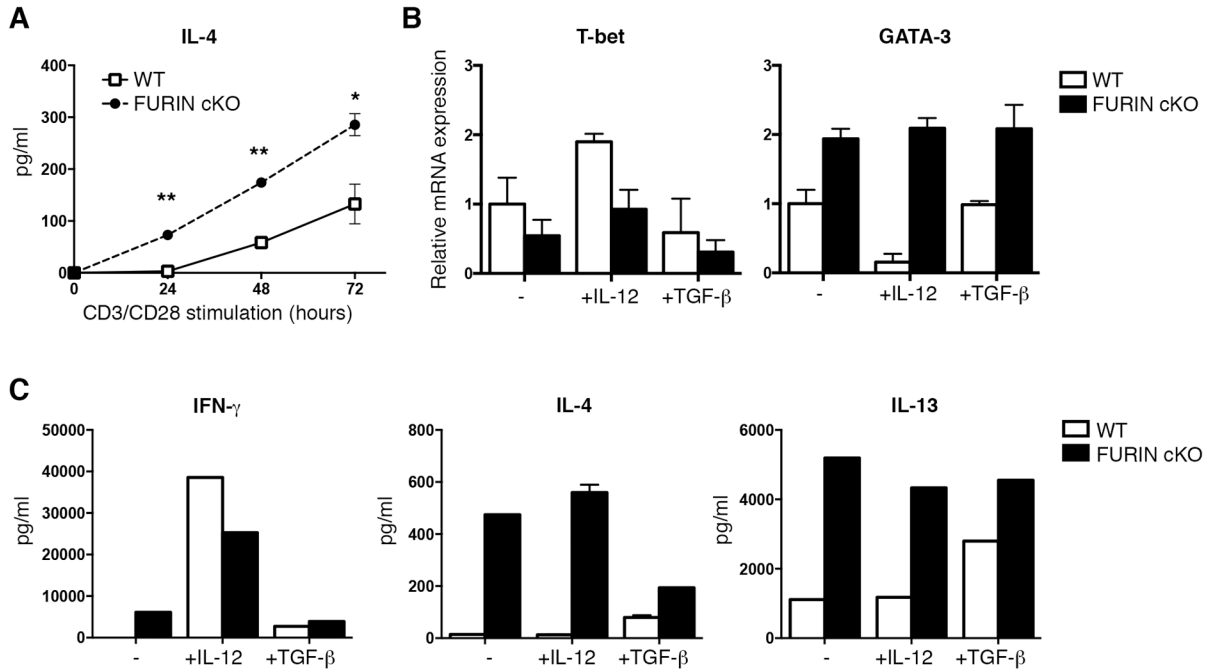 A
IL-4
400
300
200
100
0
pg/ml
WT
FURIN cKO
**
**
*
0 24 48 72
CD3/CD28 stimulation (hours)
B
T-bet
3
2
1
0
Relative mRNA expression
- +IL-12 +TGF-β
GATA-3
3
2
1
0
- +IL-12 +TGF-β
WT
FURIN cKO
C
IFN-γ
50000
40000
30000
20000
10000
0
pg/ml
- +IL-12 +TGF-β
IL-4
800
600
400
200
0
pg/ml
- +IL-12 +TGF-β
IL-13
6000
4000
2000
0
pg/ml
- +IL-12 +TGF-β
WT
FURIN cKO